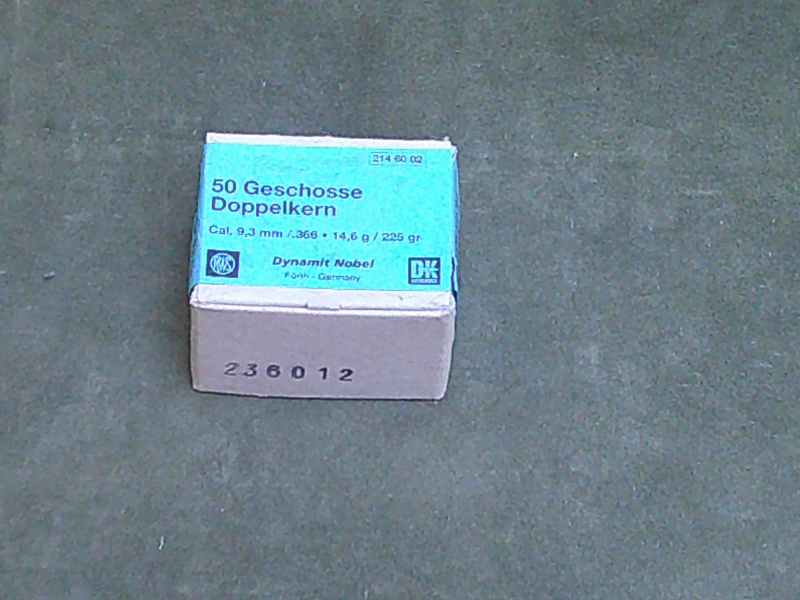 214 60 02
50 Geschosse
Doppelkern
Cal. 9,3 mm /.366 • 14,6 g / 225 gr
RWS
Dynamit Nobel
Fürth - Germany
DK
236012